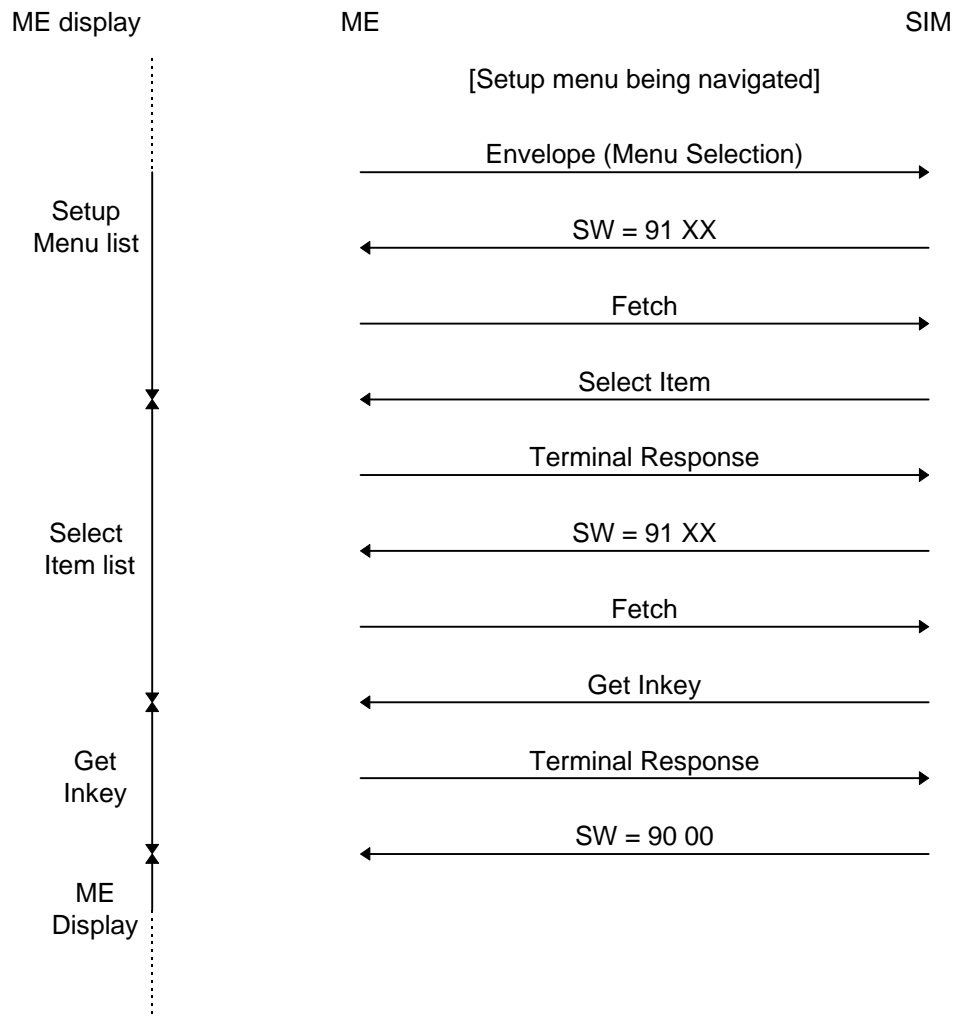 ME display ME SIM
[Setup menu being navigated]
Envelope (Menu Selection)
Setup
Menu list
SW = 91 XX
Fetch
Select Item
Terminal Response
Select
Item list
SW = 91 XX
Fetch
Get Inkey
Get
Inkey
Terminal Response
SW = 90 00
ME
Display